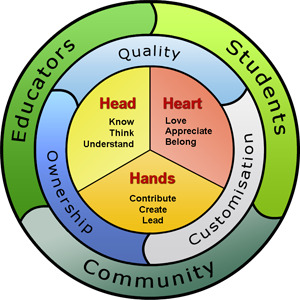 Educators
Students
Community
Quality
Ownership
Customisation
Head
Know
Think
Understand
Heart
Love
Appreciate
Belong
Hands
Contribute
Create
Lead